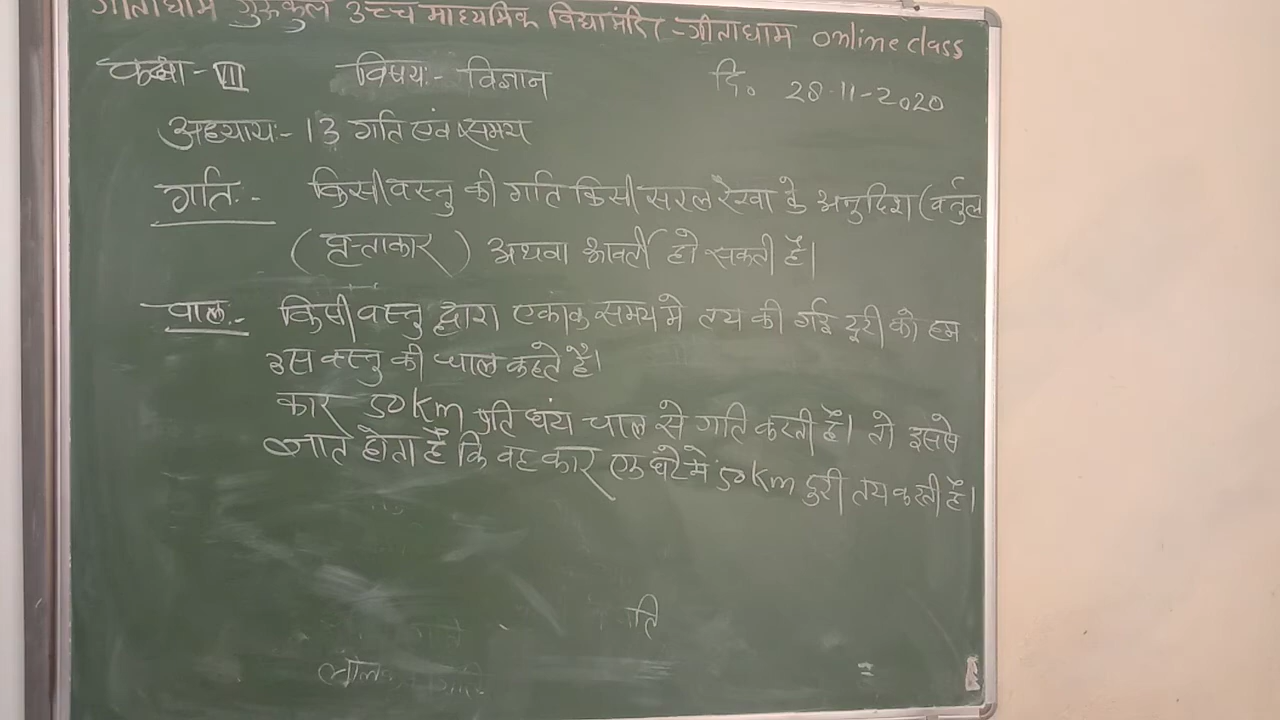 गीताधाम गुरुकुल उच्च माध्यमिक विद्या मंदिर -गीताधाम online class
कक्षा - VII विषय:- विज्ञान दि. 28-11-2020
अध्याय:- 13 गति एवं समय
गति:- किसी वस्तु की गति किसी सरल रेखा के अनुदिश (वर्तुल
(वृत्ताकार) अथवा आवर्ती हो सकती है।
चाल:- किसी वस्तु द्वारा एकांक समय मे तय की गई दूरी को हम
उस वस्तु की चाल कहते है।
कार 50 km प्रति घंटा चाल से गति करती है। तो इससे
ज्ञात होता है कि वह कार एक घंटे मे 50 km दुरी तय करती है।
ति